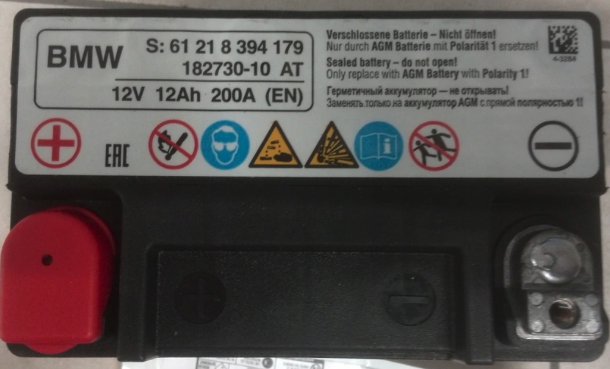 BMW
S: 61 21 8 394 179
182730-10 AT
12V 12Ah 200A (EN)
Verschlossene Batterie – Nicht öffnen!
Nur durch AGM Batterie mit Polarität 1 ersetzen!
Sealed battery – do not open!
Only replace with AGM Battery with Polarity 1!
Герметичный аккумулятор — не открывать!
Заменять только на аккумулятор AGM с прямой полярностью 1!
4-3284
EAC